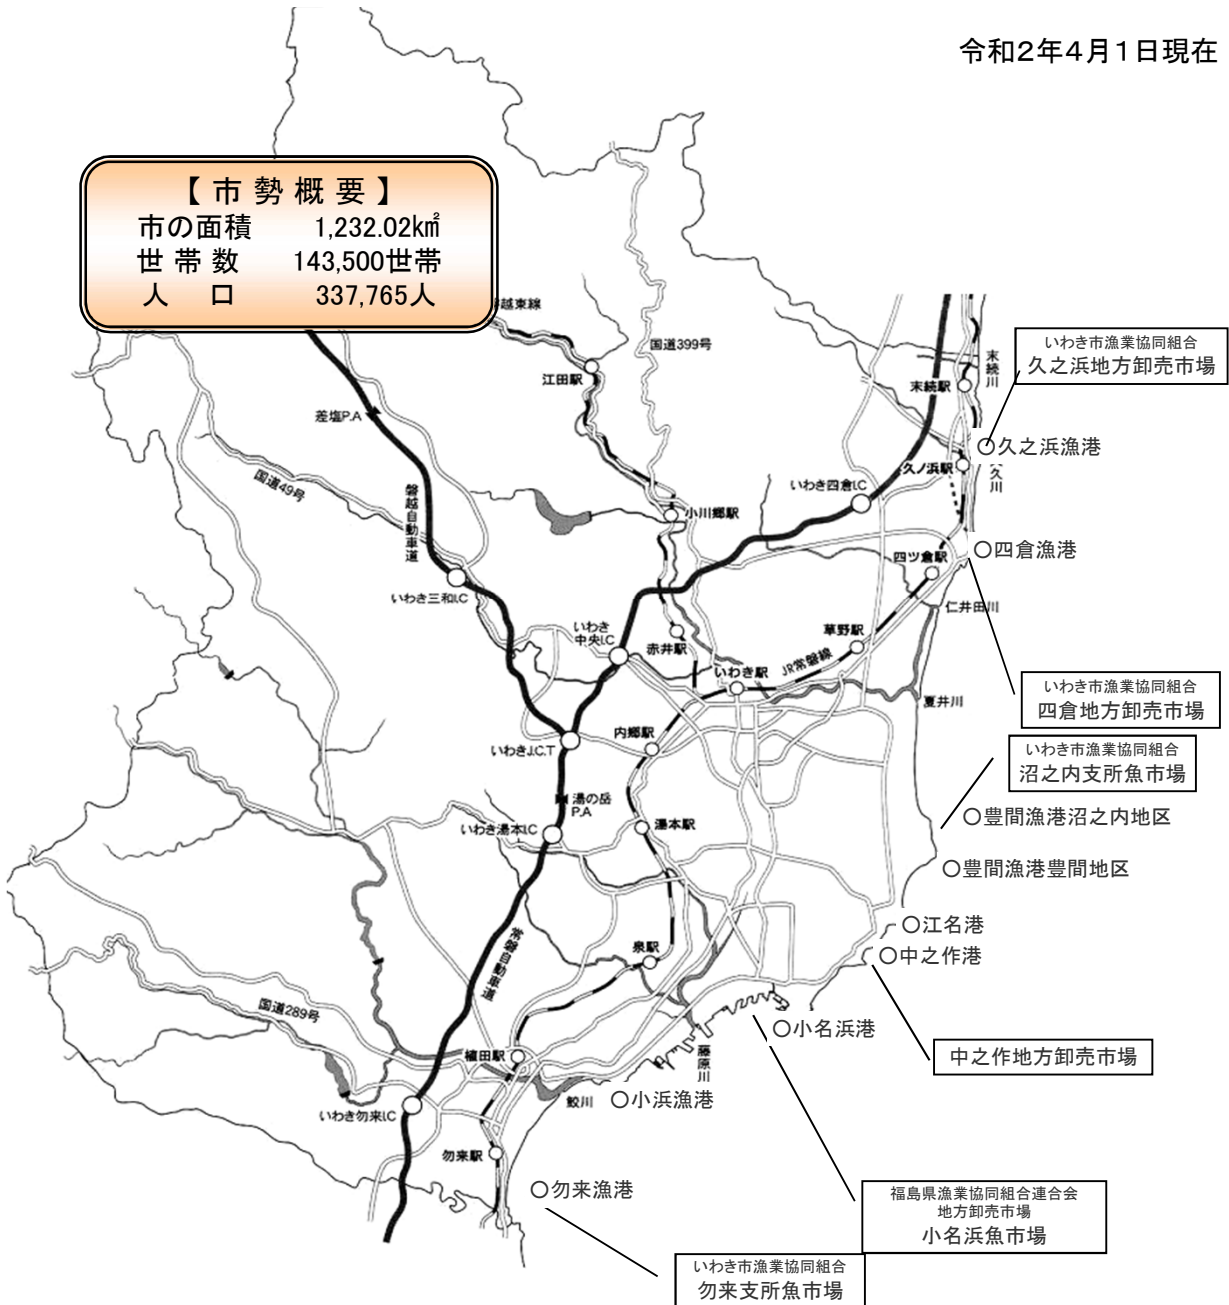 令和2年4月1日現在
【 市 勢 概 要 】
市の面積 1,232.02k㎡
世 帯 数 143,500世帯
人 口 337,765人
越東線
国道399号
江田駅
末続川
末続駅
いわき市漁業協同組合
久之浜地方卸売市場
差塩P.A
○久之浜漁港
久ノ浜駅
久川
国道49号
磐越自動車道
いわき四倉I.C
小川郷駅
○四倉漁港
四ツ倉駅
いわき三和I.C
仁井田川
いわき
中央I.C
赤井駅
草野駅
JR常磐線
いわき駅
夏井川
いわき市漁業協同組合
四倉地方卸売市場
内郷駅
いわきJ.C.T
いわき市漁業協同組合
沼之内支所魚市場
湯の岳
P.A
○豊間漁港沼之内地区
いわき湯本I.C
湯本駅
○豊間漁港豊間地区
○江名港
常磐自動車道
泉駅
○中之作港
国道289号
○小名浜港
藤原川
中之作地方卸売市場
植田駅
鮫川
○小浜漁港
いわき勿来I.C
勿来駅
○勿来漁港
福島県漁業協同組合連合会
地方卸売市場
小名浜魚市場
いわき市漁業協同組合
勿来支所魚市場